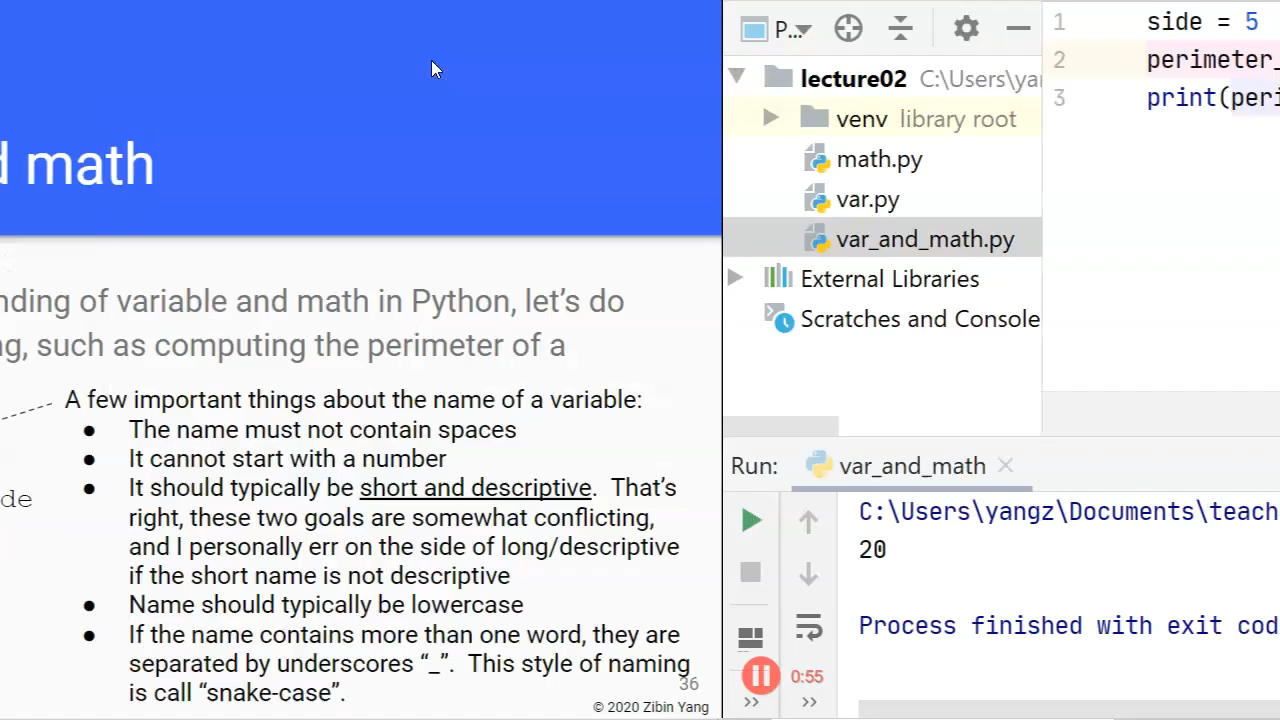 d math
nding of variable and math in Python, let's do
ng, such as computing the perimeter of a
A few important things about the name of a variable:
● The name must not contain spaces
● It cannot start with a number
● It should typically be short and descriptive. That's
right, these two goals are somewhat conflicting,
and I personally err on the side of long/descriptive
if the short name is not descriptive
● Name should typically be lowercase
● If the name contains more than one word, they are
separated by underscores “_”. This style of naming
is call “snake-case”.
de
36
© 2020 Zibin Yang
P...
lecture02 C:\Users\ya
venv library root
math.py
var.py
var_and_math.py
External Libraries
Scratches and Console
1 side = 5
2 perimeter_
3 print(peri
Run: var_and_math
C:\Users\yangz\Documents\teach
20
Process finished with exit cod
0:55
>> >>